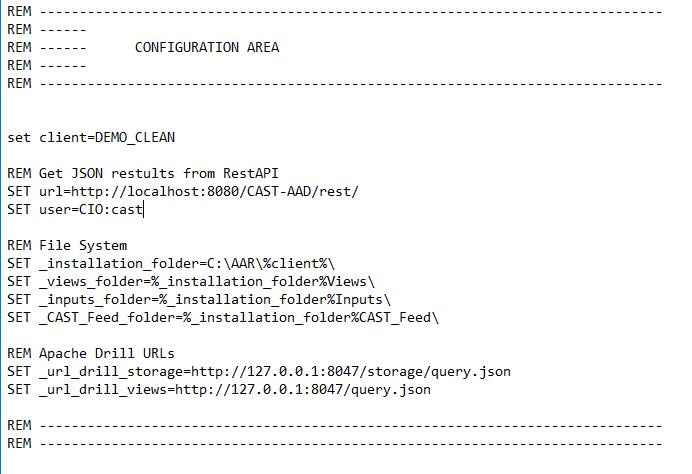 REM ------------------------------------------------------------------------------
REM ------
REM ------      CONFIGURATION AREA
REM ------
REM ------------------------------------------------------------------------------
set client=DEMO_CLEAN
REM Get JSON restults from RestAPI
SET url=http://localhost:8080/CAST-AAD/rest/
SET user=CIO:cast
REM File System
SET _installation_folder=C:\AAR\%client%\
SET _views_folder=%_installation_folder%Views\
SET _inputs_folder=%_installation_folder%Inputs\
SET _CAST_Feed_folder=%_installation_folder%CAST_Feed\
REM Apache Drill URLs
SET _url_drill_storage=http://127.0.0.1:8047/storage/query.json
SET _url_drill_views=http://127.0.0.1:8047/query.json
REM ------------------------------------------------------------------------------
REM ------------------------------------------------------------------------------